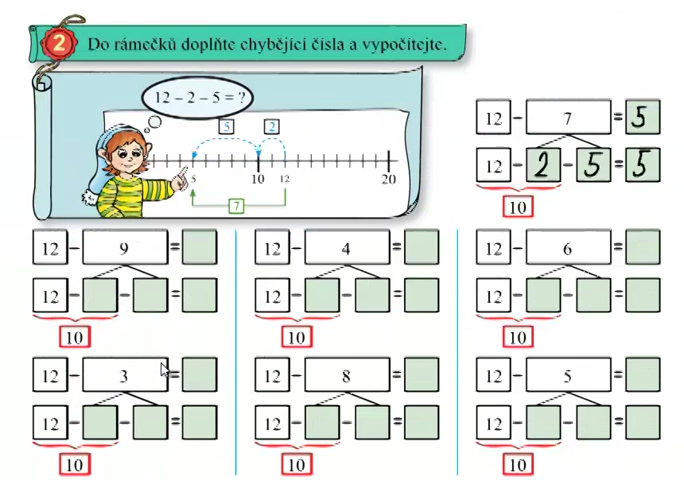 2 Do rámečků doplňte chybějící čísla a vypočítejte.
12 – 2 – 5 = ?
5 2
5 10 12 20
7
12 – 7 = 5
12 – 2 – 5 = 5
10
12 – 9 =
12 – – =
10
12 – 4 =
12 – – =
10
12 – 6 =
12 – – =
10
12 – 3 =
12 – – =
10
12 – 8 =
12 – – =
10
12 – 5 =
12 – – =
10